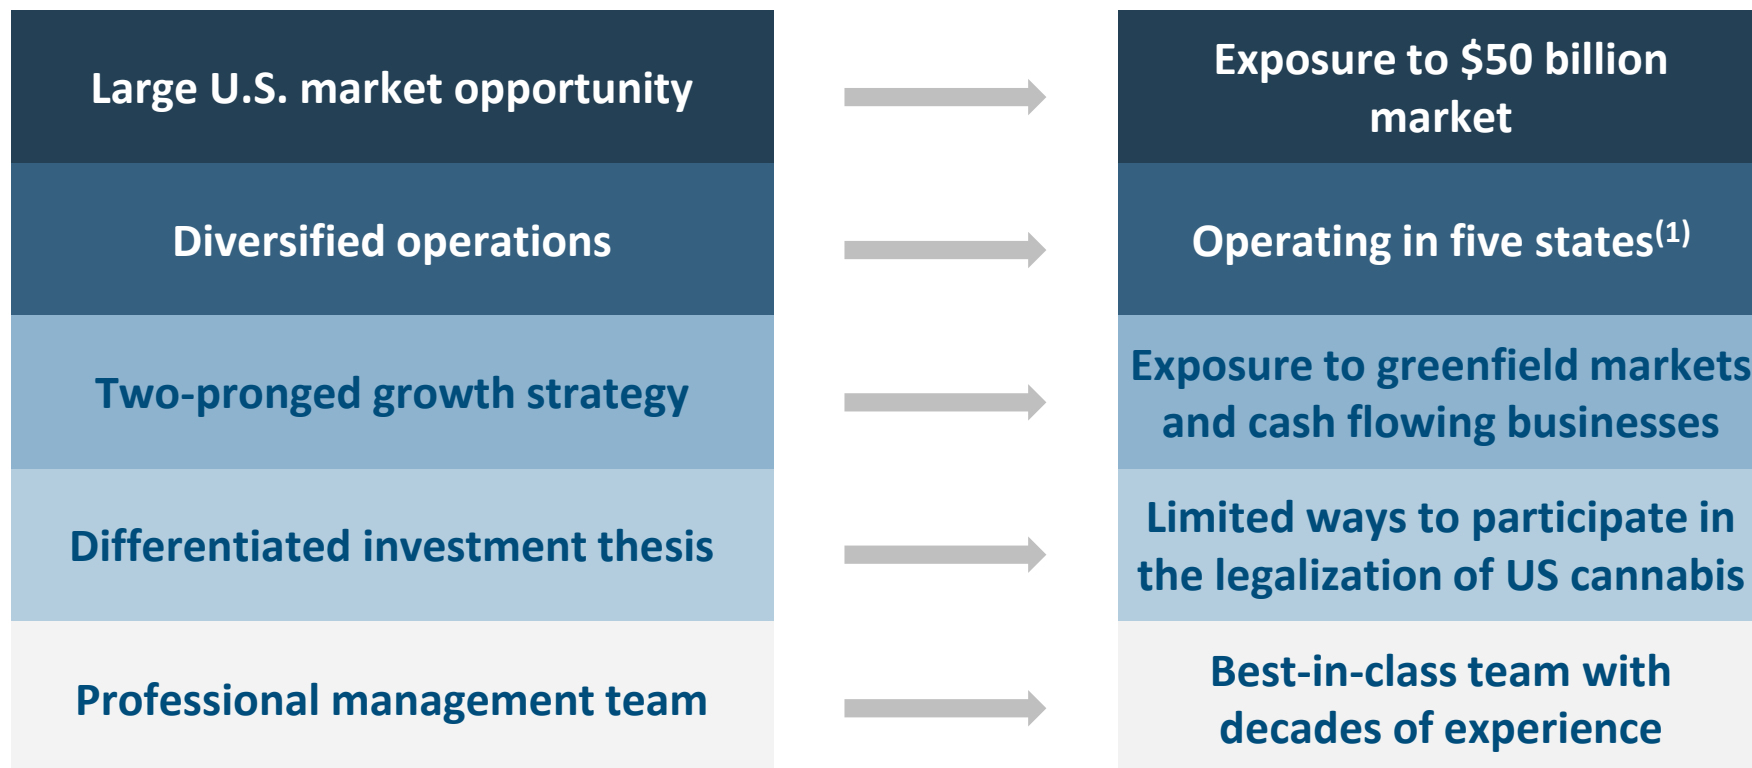 Large U.S. market opportunity
Exposure to $50 billion
market
Diversified operations
Operating in five states(1)
Two-pronged growth strategy
Exposure to greenfield markets
and cash flowing businesses
Differentiated investment thesis
Limited ways to participate in
the legalization of US cannabis
Professional management team
Best-in-class team with
decades of experience